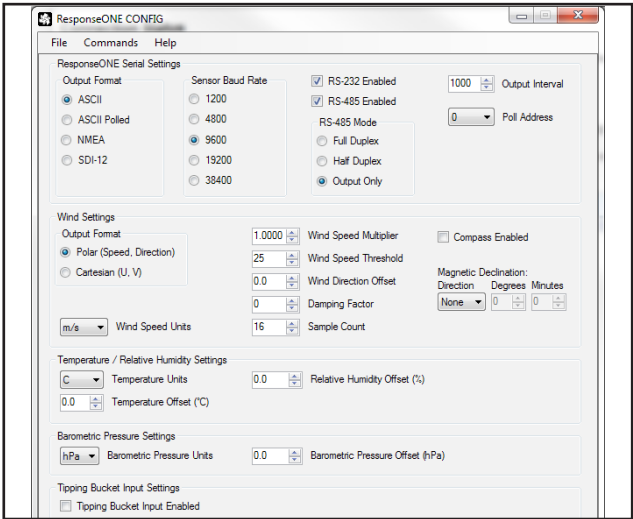 ResponseONE CONFIG
File Commands Help
ResponseONE Serial Settings
Output Format
ASCII
ASCII Polled
NMEA
SDI-12
Sensor Baud Rate
1200
4800
9600
19200
38400
RS-232 Enabled
RS-485 Enabled
RS-485 Mode
Full Duplex
Half Duplex
Output Only
1000 Output Interval
0 Poll Address
Wind Settings
Output Format
Polar (Speed, Direction)
Cartesian (U, V)
m/s Wind Speed Units
1.0000 Wind Speed Multiplier
25 Wind Speed Threshold
0.0 Wind Direction Offset
0 Damping Factor
16 Sample Count
Compass Enabled
Magnetic Declination:
Direction Degrees Minutes
None 0 0
Temperature / Relative Humidity Settings
C Temperature Units
0.0 Temperature Offset (°C)
0.0 Relative Humidity Offset (%)
Barometric Pressure Settings
hPa Barometric Pressure Units
0.0 Barometric Pressure Offset (hPa)
Tipping Bucket Input Settings
Tipping Bucket Input Enabled